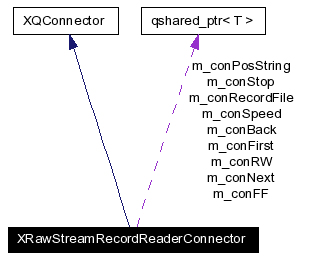 XQConnector
qshared_ptr< T >
m_conPosString
m_conStop
m_conRecordFile
m_conSpeed
m_conBack
m_conFirst
m_conRW
m_conNext
m_conFF
XRawStreamRecordReaderConnector